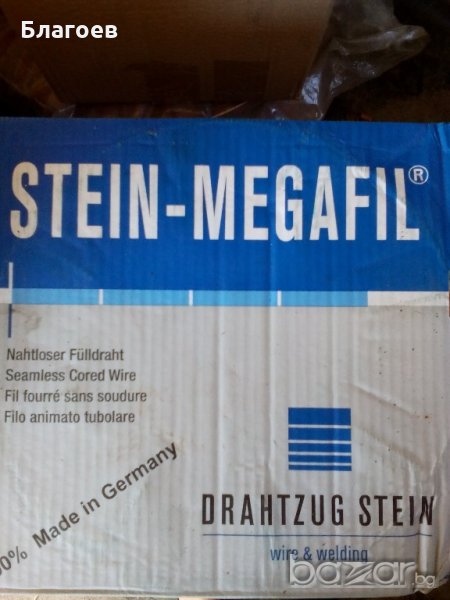 Благоев
STEIN-MEGAFIL®
Nahtloser Fülldraht
Seamless Cored Wire
Fil fourré sans soudure
Filo animato tubolare
Made in Germany
DRAHTZUG STEIN
wire & welding
bazar.bg